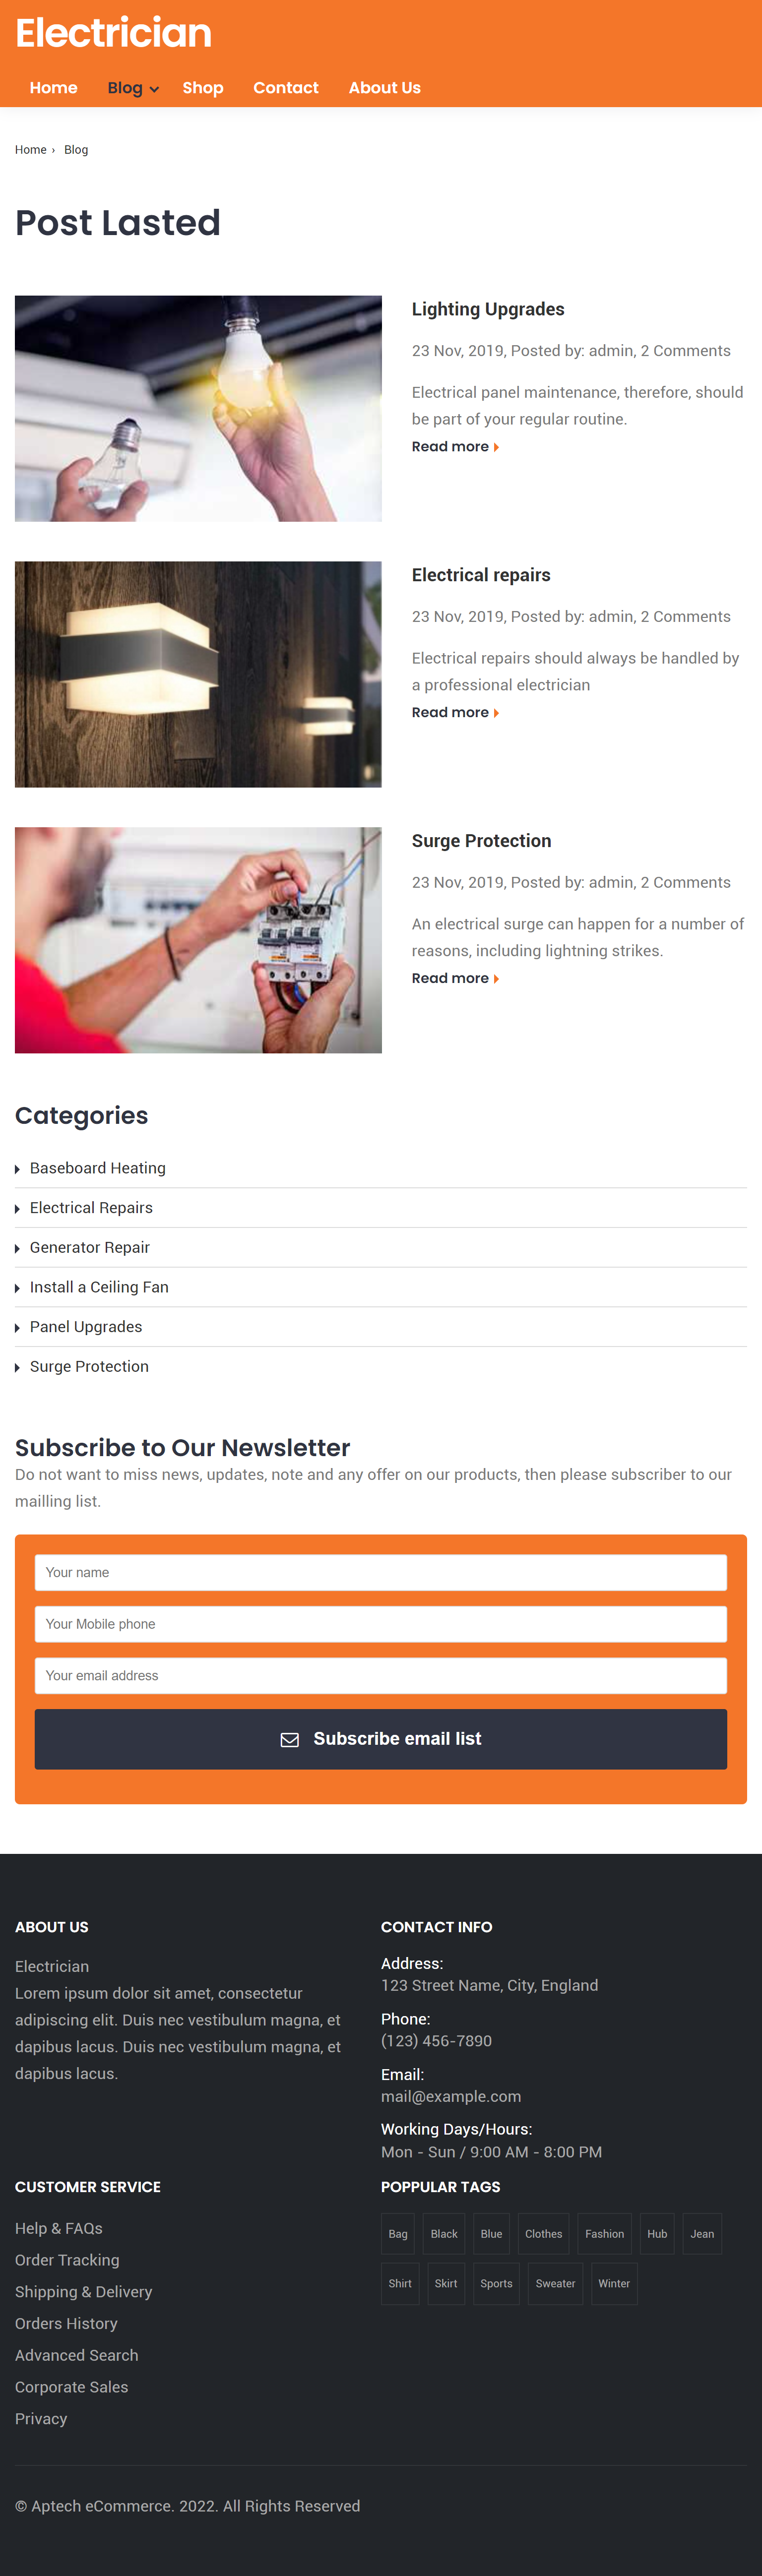 Electrician
Home Blog Shop Contact About Us
Home › Blog
Post Lasted
Lighting Upgrades
23 Nov, 2019, Posted by: admin, 2 Comments
Electrical panel maintenance, therefore, should
be part of your regular routine.
Read more
Electrical repairs
23 Nov, 2019, Posted by: admin, 2 Comments
Electrical repairs should always be handled by
a professional electrician
Read more
Surge Protection
23 Nov, 2019, Posted by: admin, 2 Comments
An electrical surge can happen for a number of
reasons, including lightning strikes.
Read more
Categories
Baseboard Heating
Electrical Repairs
Generator Repair
Install a Ceiling Fan
Panel Upgrades
Surge Protection
Subscribe to Our Newsletter
Do not want to miss news, updates, note and any offer on our products, then please subscriber to our
mailling list.
Your name
Your Mobile phone
Your email address
Subscribe email list
ABOUT US
Electrician
Lorem ipsum dolor sit amet, consectetur
adipiscing elit. Duis nec vestibulum magna, et
dapibus lacus. Duis nec vestibulum magna, et
dapibus lacus.
CONTACT INFO
Address:
123 Street Name, City, England
Phone:
(123) 456-7890
Email:
mail@example.com
Working Days/Hours:
Mon - Sun / 9:00 AM - 8:00 PM
CUSTOMER SERVICE
Help & FAQs
Order Tracking
Shipping & Delivery
Orders History
Advanced Search
Corporate Sales
Privacy
POPPULAR TAGS
Bag Black Blue Clothes Fashion Hub Jean
Shirt Skirt Sports Sweater Winter
© Aptech eCommerce. 2022. All Rights Reserved